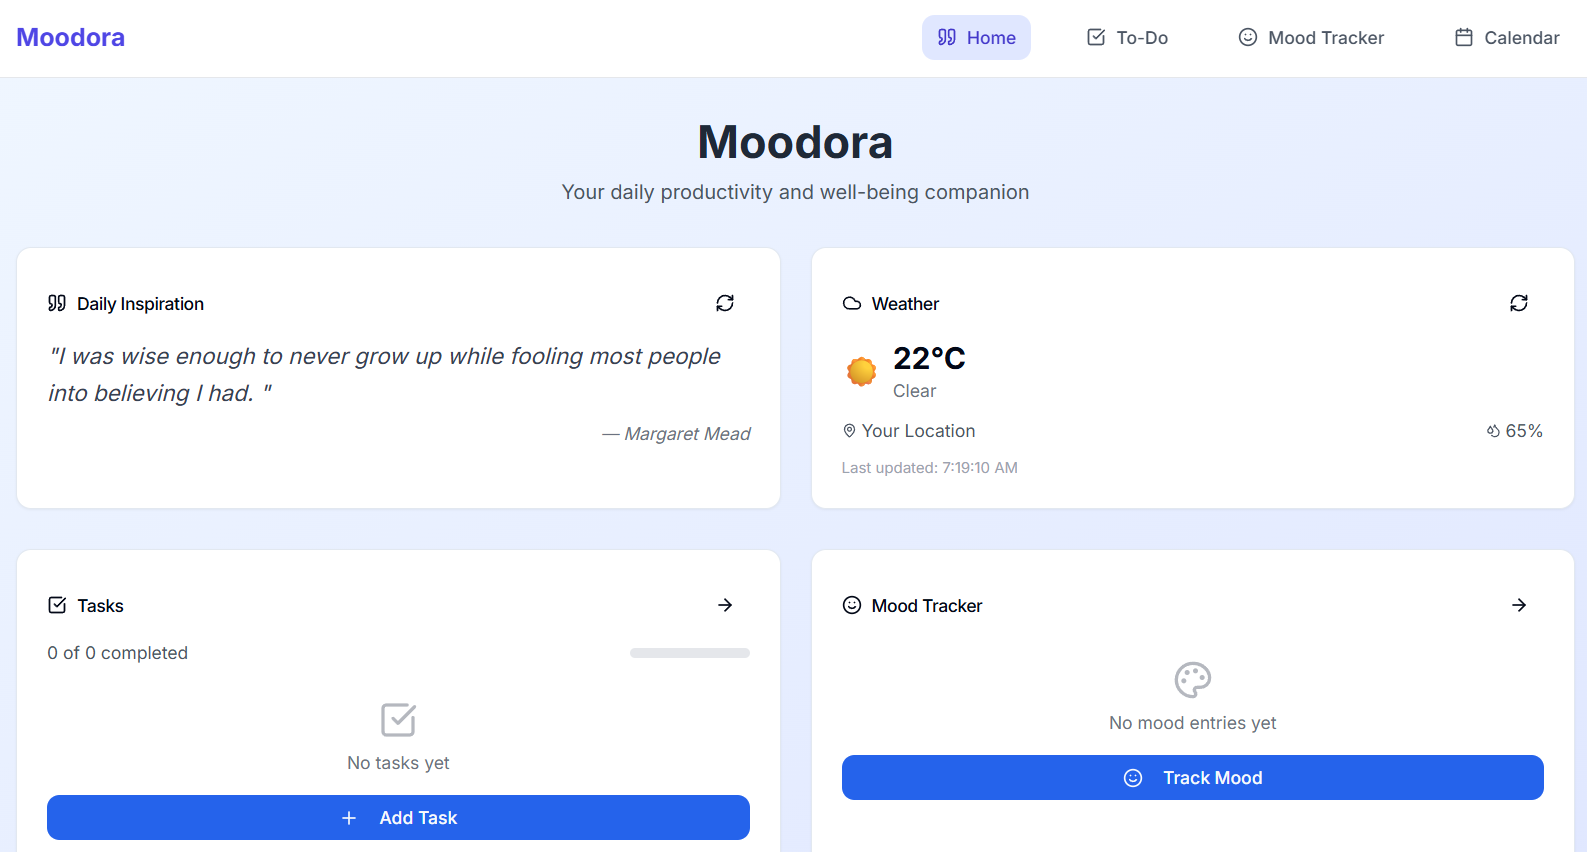 Moodora
Home
To-Do
Mood Tracker
Calendar
Moodora
Your daily productivity and well-being companion
Daily Inspiration
"I was wise enough to never grow up while fooling most people
into believing I had. "
— Margaret Mead
Weather
22°C
Clear
Your Location
65%
Last updated: 7:19:10 AM
Tasks
0 of 0 completed
No tasks yet
Add Task
Mood Tracker
No mood entries yet
Track Mood